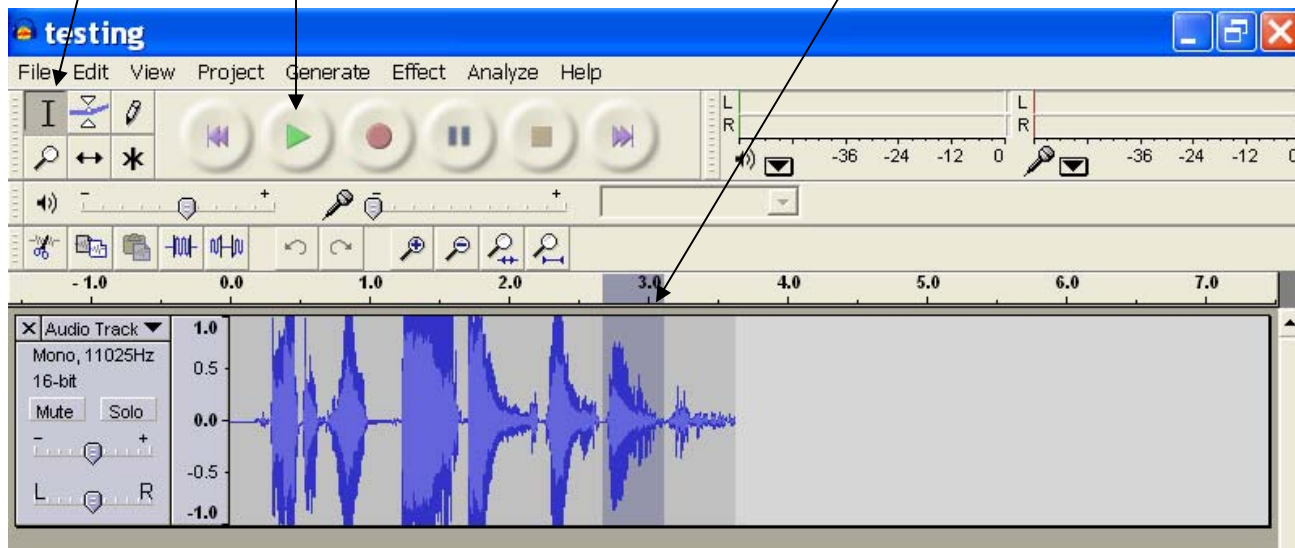 testing
File Edit View Project Generate Effect Analyze Help
L
R
-36 -24 -12 0
L
R
-36 -24 -12 0
- +
- +
- 1.0 0.0 1.0 2.0 3.0 4.0 5.0 6.0 7.0
X Audio Track
Mono, 11025Hz
16-bit
Mute Solo
- +
L R
1.0
0.5
0.0
-0.5
-1.0